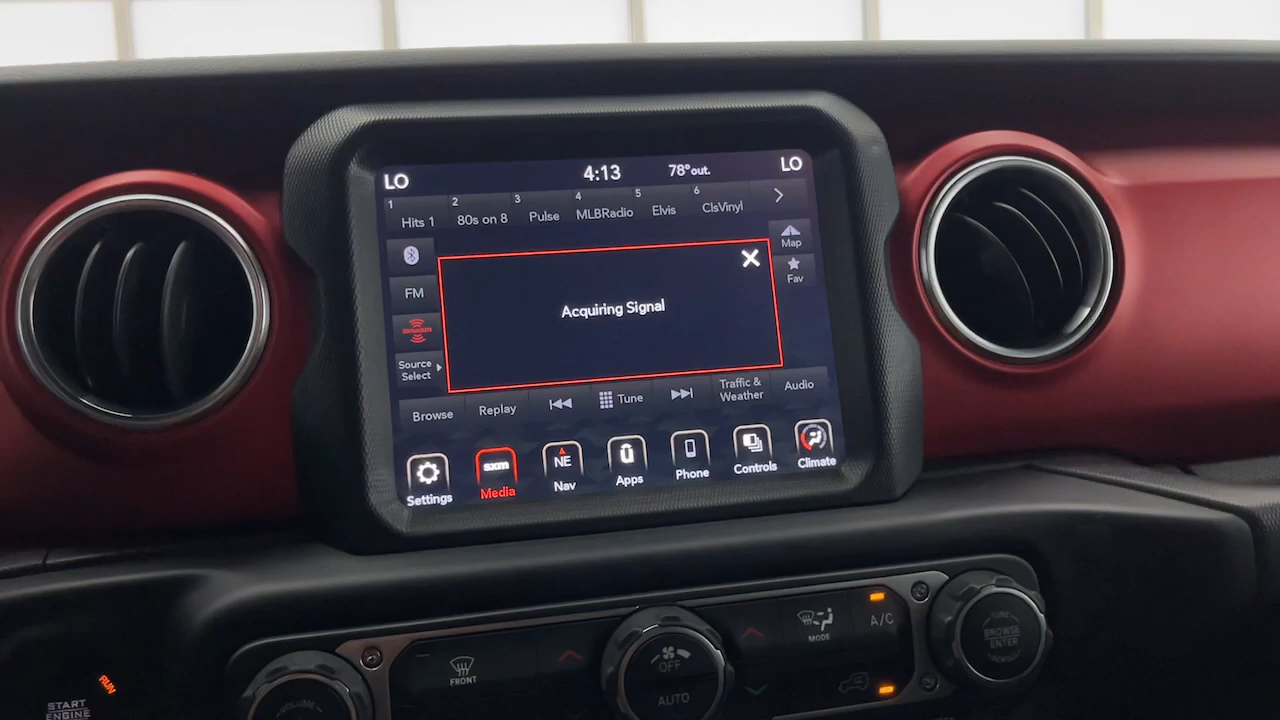 LO 4:13 78°out. LO
1 Hits 1 2 80s on 8 3 Pulse 4 MLBRadio 5 Elvis 6 ClsVinyl
Map
Fav
FM
Acquiring Signal
Source
Select
Browse Replay Tune Traffic & Weather Audio
sxm NE
Settings Media Nav Apps Phone Controls Climate
FRONT
OFF
AUTO
MODE
A/C
BROWSE
ENTER
VOLUME
RUN
START
ENGINE